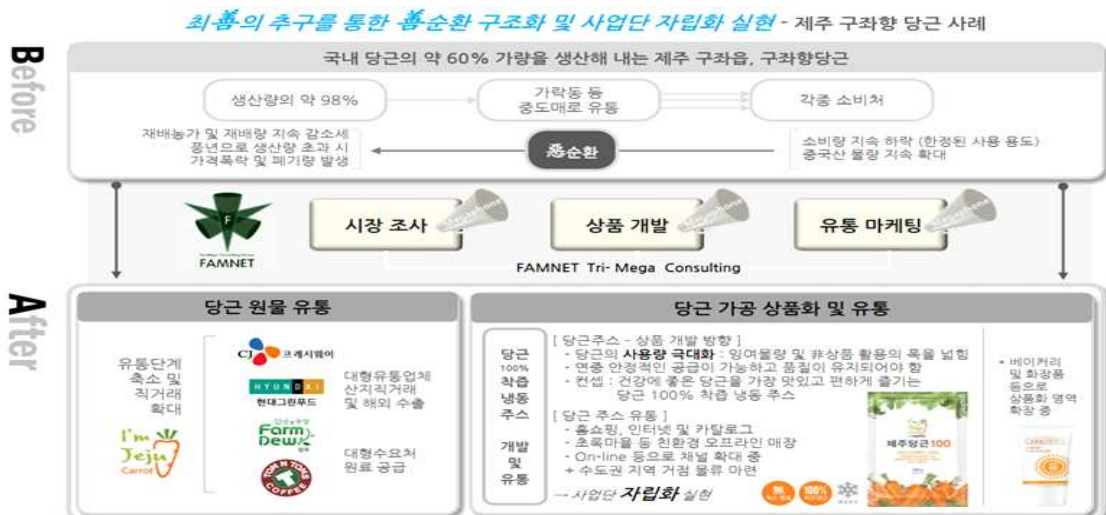 최善의 추구를 통한 善순환 구조화 및 사업단 자립화 실현 - 제주 구좌향 당근 사례
Before
국내 당근의 약 60% 가량을 생산해 내는 제주 구좌읍, 구좌향당근
생산량의 약 98%
가락동 등
중도매로 유통
각종 소비처
재배농가 및 재배량 지속 감소세
풍년으로 생산량 초과 시
가격폭락 및 폐기량 발생
惡순환
소비량 지속 하락 (한정된 사용 용도)
중국산 물량 지속 확대
F
FAMNET
시장 조사
상품 개발
유통 마케팅
FAMNET Tri-Mega Consulting
After
당근 원물 유통
유통단계
축소 및
직거래
확대
I'm
Jeju
Carrot
CJ 프레시웨이
HYUNDAI
현대그린푸드
Farm
Dew
TOM N TOMS
COFFEE
대형유통업체
산지직거래
및 해외 수출
대형수요처
원료 공급
당근 가공 상품화 및 유통
당근
100%
착즙
냉동
주스
개발
및
유통
[ 당근주스 - 상품 개발 방향 ]
- 당근의 사용량 극대화 : 잉여물량 및 非상품 활용의 폭을 넓힘
- 연중 안정적인 공급이 가능하고 품질이 유지되어야 함
- 컨셉 : 건강에 좋은 당근을 가장 맛있고 편하게 즐기는
당근 100% 착즙 냉동 주스
[ 당근 주스 유통 ]
- 홈쇼핑, 인터넷 및 카탈로그
- 초록마을 등 친환경 오프라인 매장
- On-line 등으로 채널 확대 중
+ 수도권 지역 거점 물류 마련
→ 사업단 자립화 실현
無
100%
제주당근100
* 베이커리
및 화장품
등으로
상품화 영역
확장 중